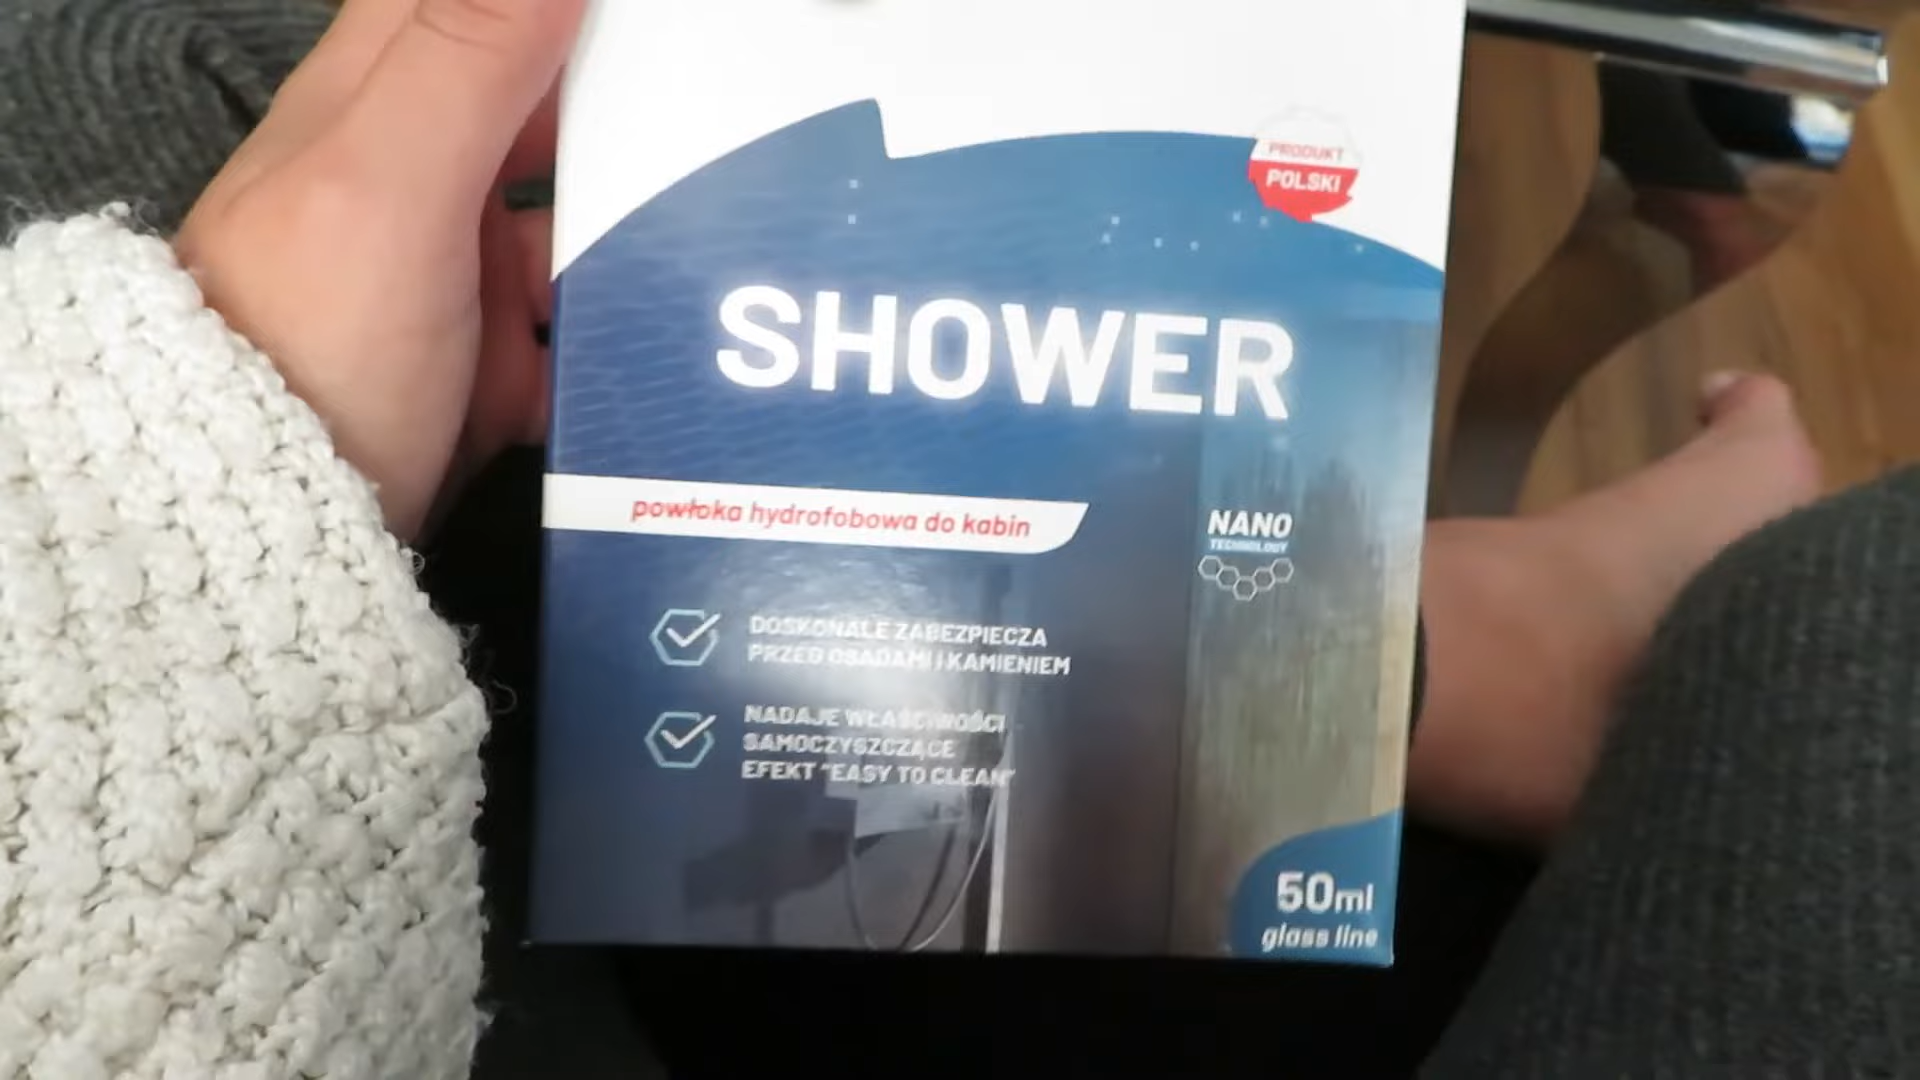 PRODUKT
POLSKI
SHOWER
powłoka hydrofobowa do kabin
NANO
TECHNOLOGY
DOSKONALE ZABEZPIECZA
PRZED OSADAMI I KAMIENIEM
NADAJE WŁAŚCIWOŚCI
SAMOCZYSZCZĄCE
EFEKT "EASY TO CLEAN"
50ml
glass line